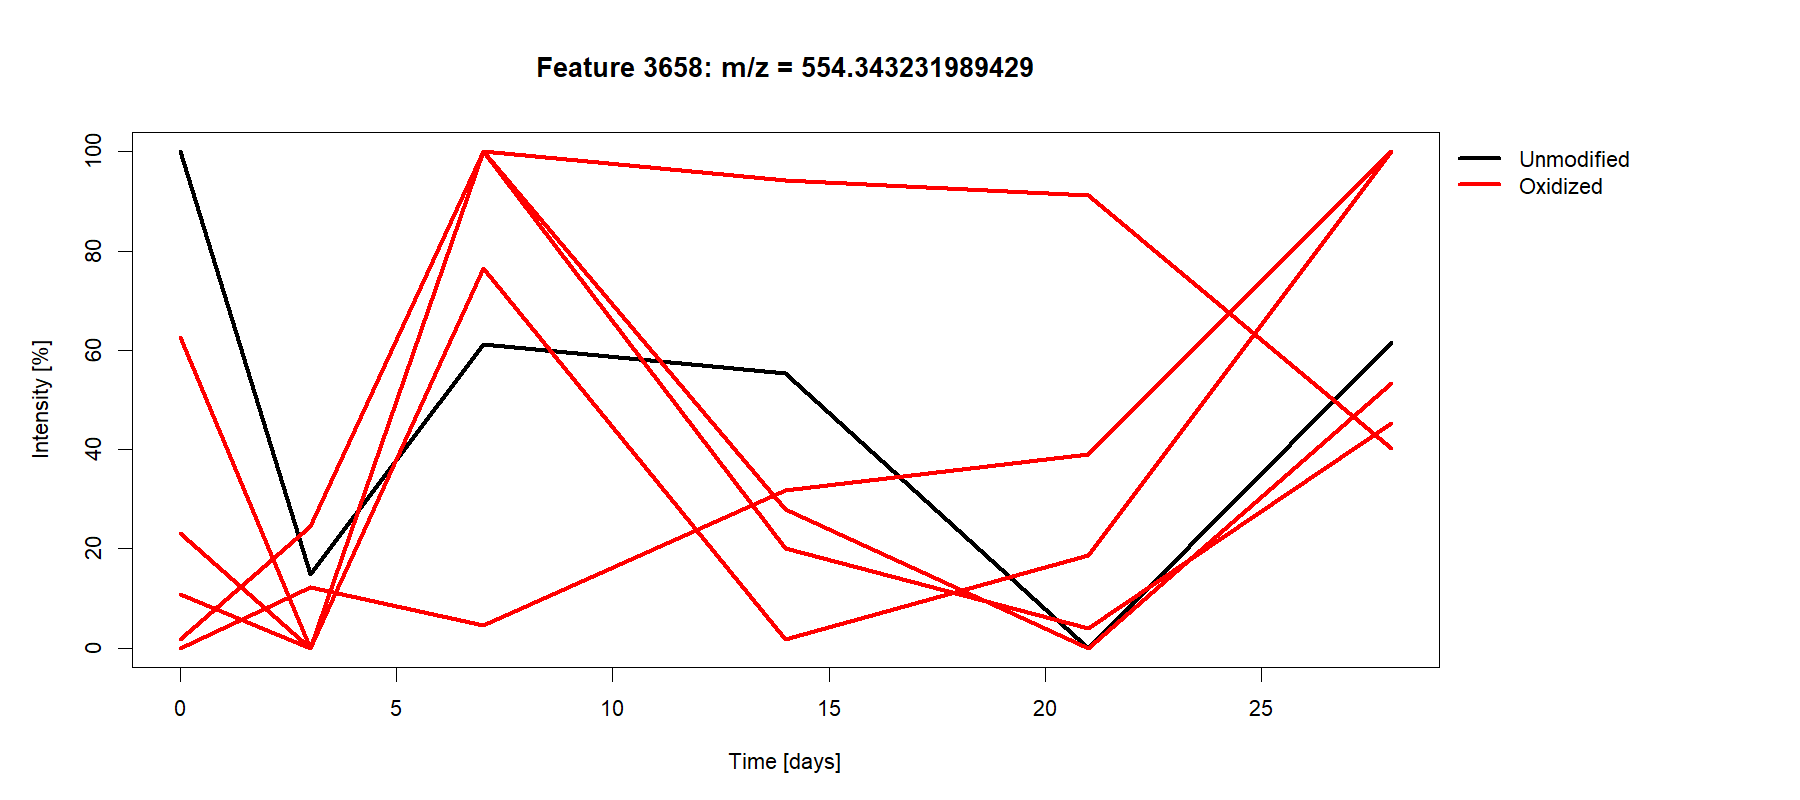 Feature 3658: m/z = 554.343231989429
Unmodified
Oxidized
100
80
60
40
20
0
Intensity [%]
0 5 10 15 20 25
Time [days]